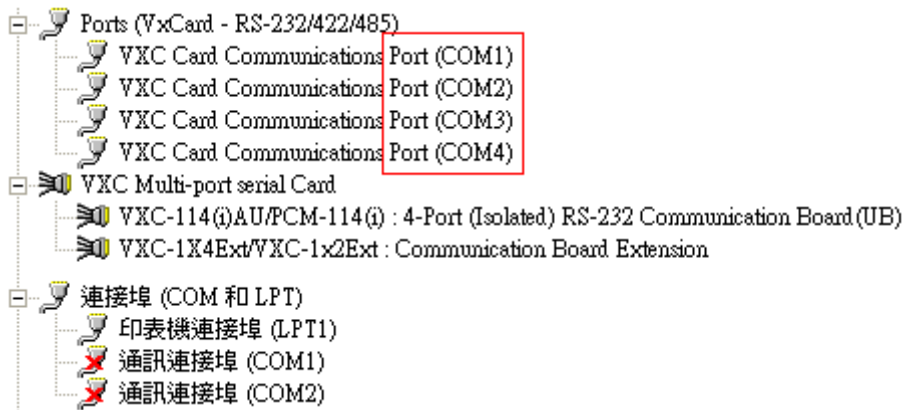 Ports (VxCard - RS-232/422/485)
VXC Card Communications Port (COM1)
VXC Card Communications Port (COM2)
VXC Card Communications Port (COM3)
VXC Card Communications Port (COM4)
VXC Multi-port serial Card
VXC-114(i)AU/PCM-114(i) : 4-Port (Isolated) RS-232 Communication Board (UB)
VXC-1X4Ext/VXC-1x2Ext : Communication Board Extension
連接埠 (COM 和 LPT)
印表機連接埠 (LPT1)
通訊連接埠 (COM1)
通訊連接埠 (COM2)